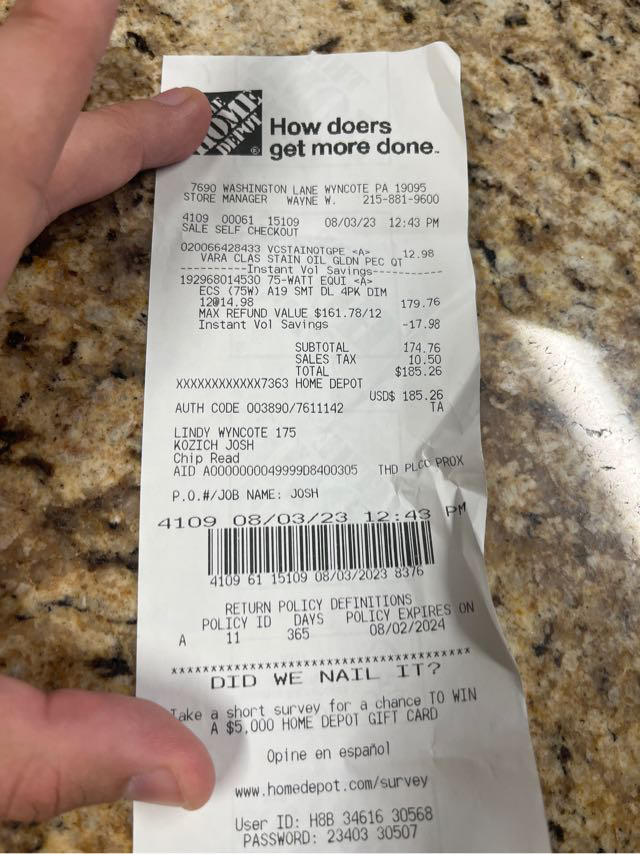 THE HOME DEPOT
How doers
get more done.
7690 WASHINGTON LANE WYNCOTE PA 19095
STORE MANAGER WAYNE W. 215-881-9600
4109 00061 15109 08/03/23 12:43 PM
SALE SELF CHECKOUT
020066428433 VCSTAINOTGPE <A> 12.98
VARA CLAS STAIN OIL GLDN PEC QT
----------Instant Vol Savings-----------
192968014530 75-WATT EQUI <A>
ECS (75W) A19 SMT DL 4PK DIM
12@14.98 179.76
MAX REFUND VALUE $161.78/12
Instant Vol Savings -17.98
SUBTOTAL 174.76
SALES TAX 10.50
TOTAL $185.26
XXXXXXXXXXXX7363 HOME DEPOT
USD$ 185.26
AUTH CODE 003890/7611142 TA
LINDY WYNCOTE 175
KOZICH JOSH
Chip Read
AID A0000000049999D8400305 THD PLCC PROX
P.O.#/JOB NAME: JOSH
4109 08/03/23 12:43 PM
4109 61 15109 08/03/2023 8376
RETURN POLICY DEFINITIONS
POLICY ID DAYS POLICY EXPIRES ON
A 11 365 08/02/2024
****************************************
DID WE NAIL IT?
Take a short survey for a chance TO WIN
A $5,000 HOME DEPOT GIFT CARD
Opine en español
www.homedepot.com/survey
User ID: H8B 34616 30568
PASSWORD: 23403 30507